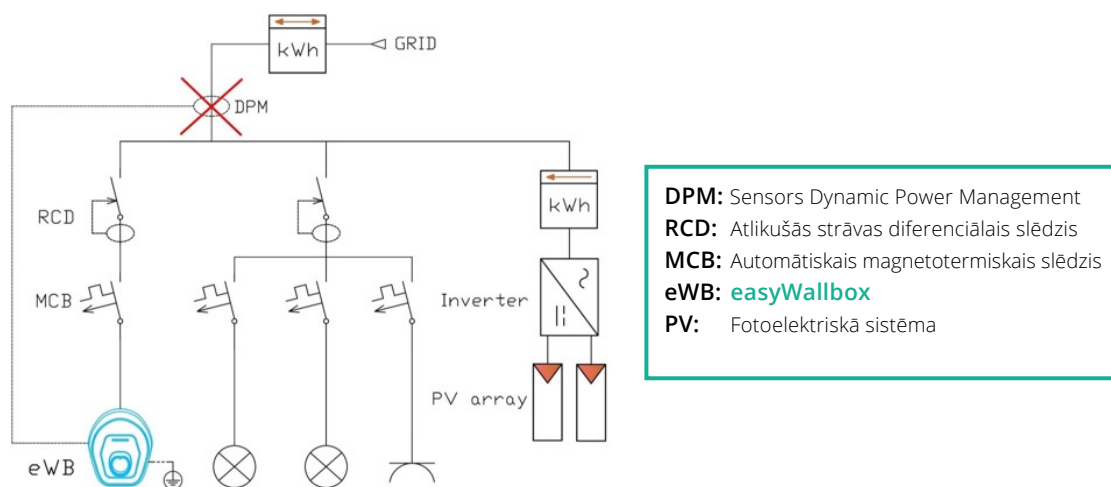 kWh
GRID
DPM
RCD
kWh
MCB
Inverter
PV array
eWB
DPM: Sensors Dynamic Power Management
RCD: Atlikušās strāvas diferenciālais slēdzis
MCB: Automātiskais magnetotermiskais slēdzis
eWB: easyWallbox
PV: Fotoelektriskā sistēma